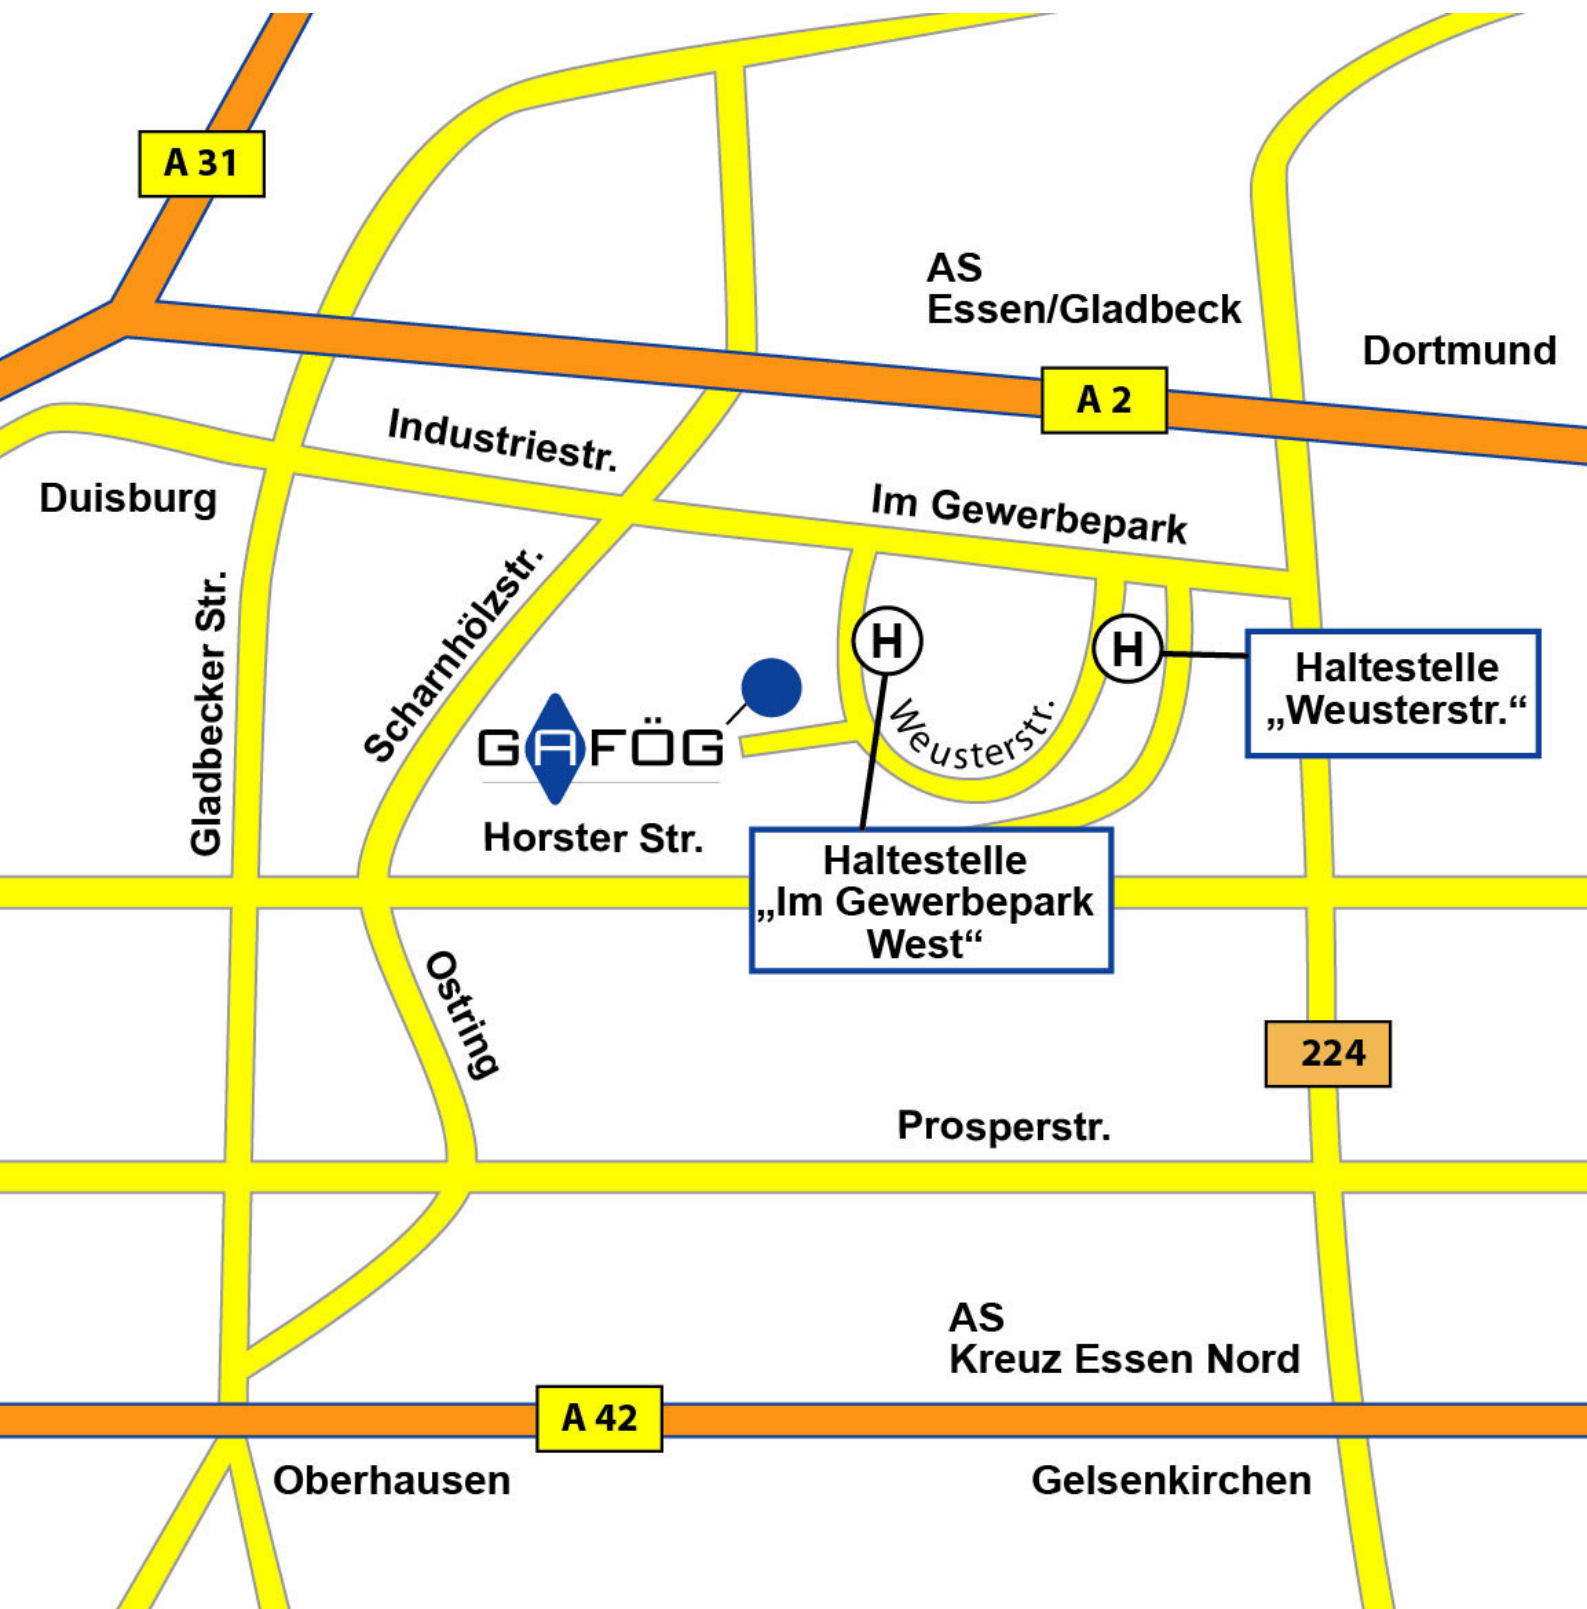 A 31
AS
Essen/Gladbeck
Dortmund
A 2
Industriestr.
Duisburg
Im Gewerbepark
Scharnhölzstr.
Gladbecker Str.
H
H
Haltestelle
„Weusterstr.“
Weusterstr.
GAFÖG
Horster Str.
Haltestelle
„Im Gewerbepark
West“
Ostring
224
Prosperstr.
AS
Kreuz Essen Nord
A 42
Oberhausen
Gelsenkirchen